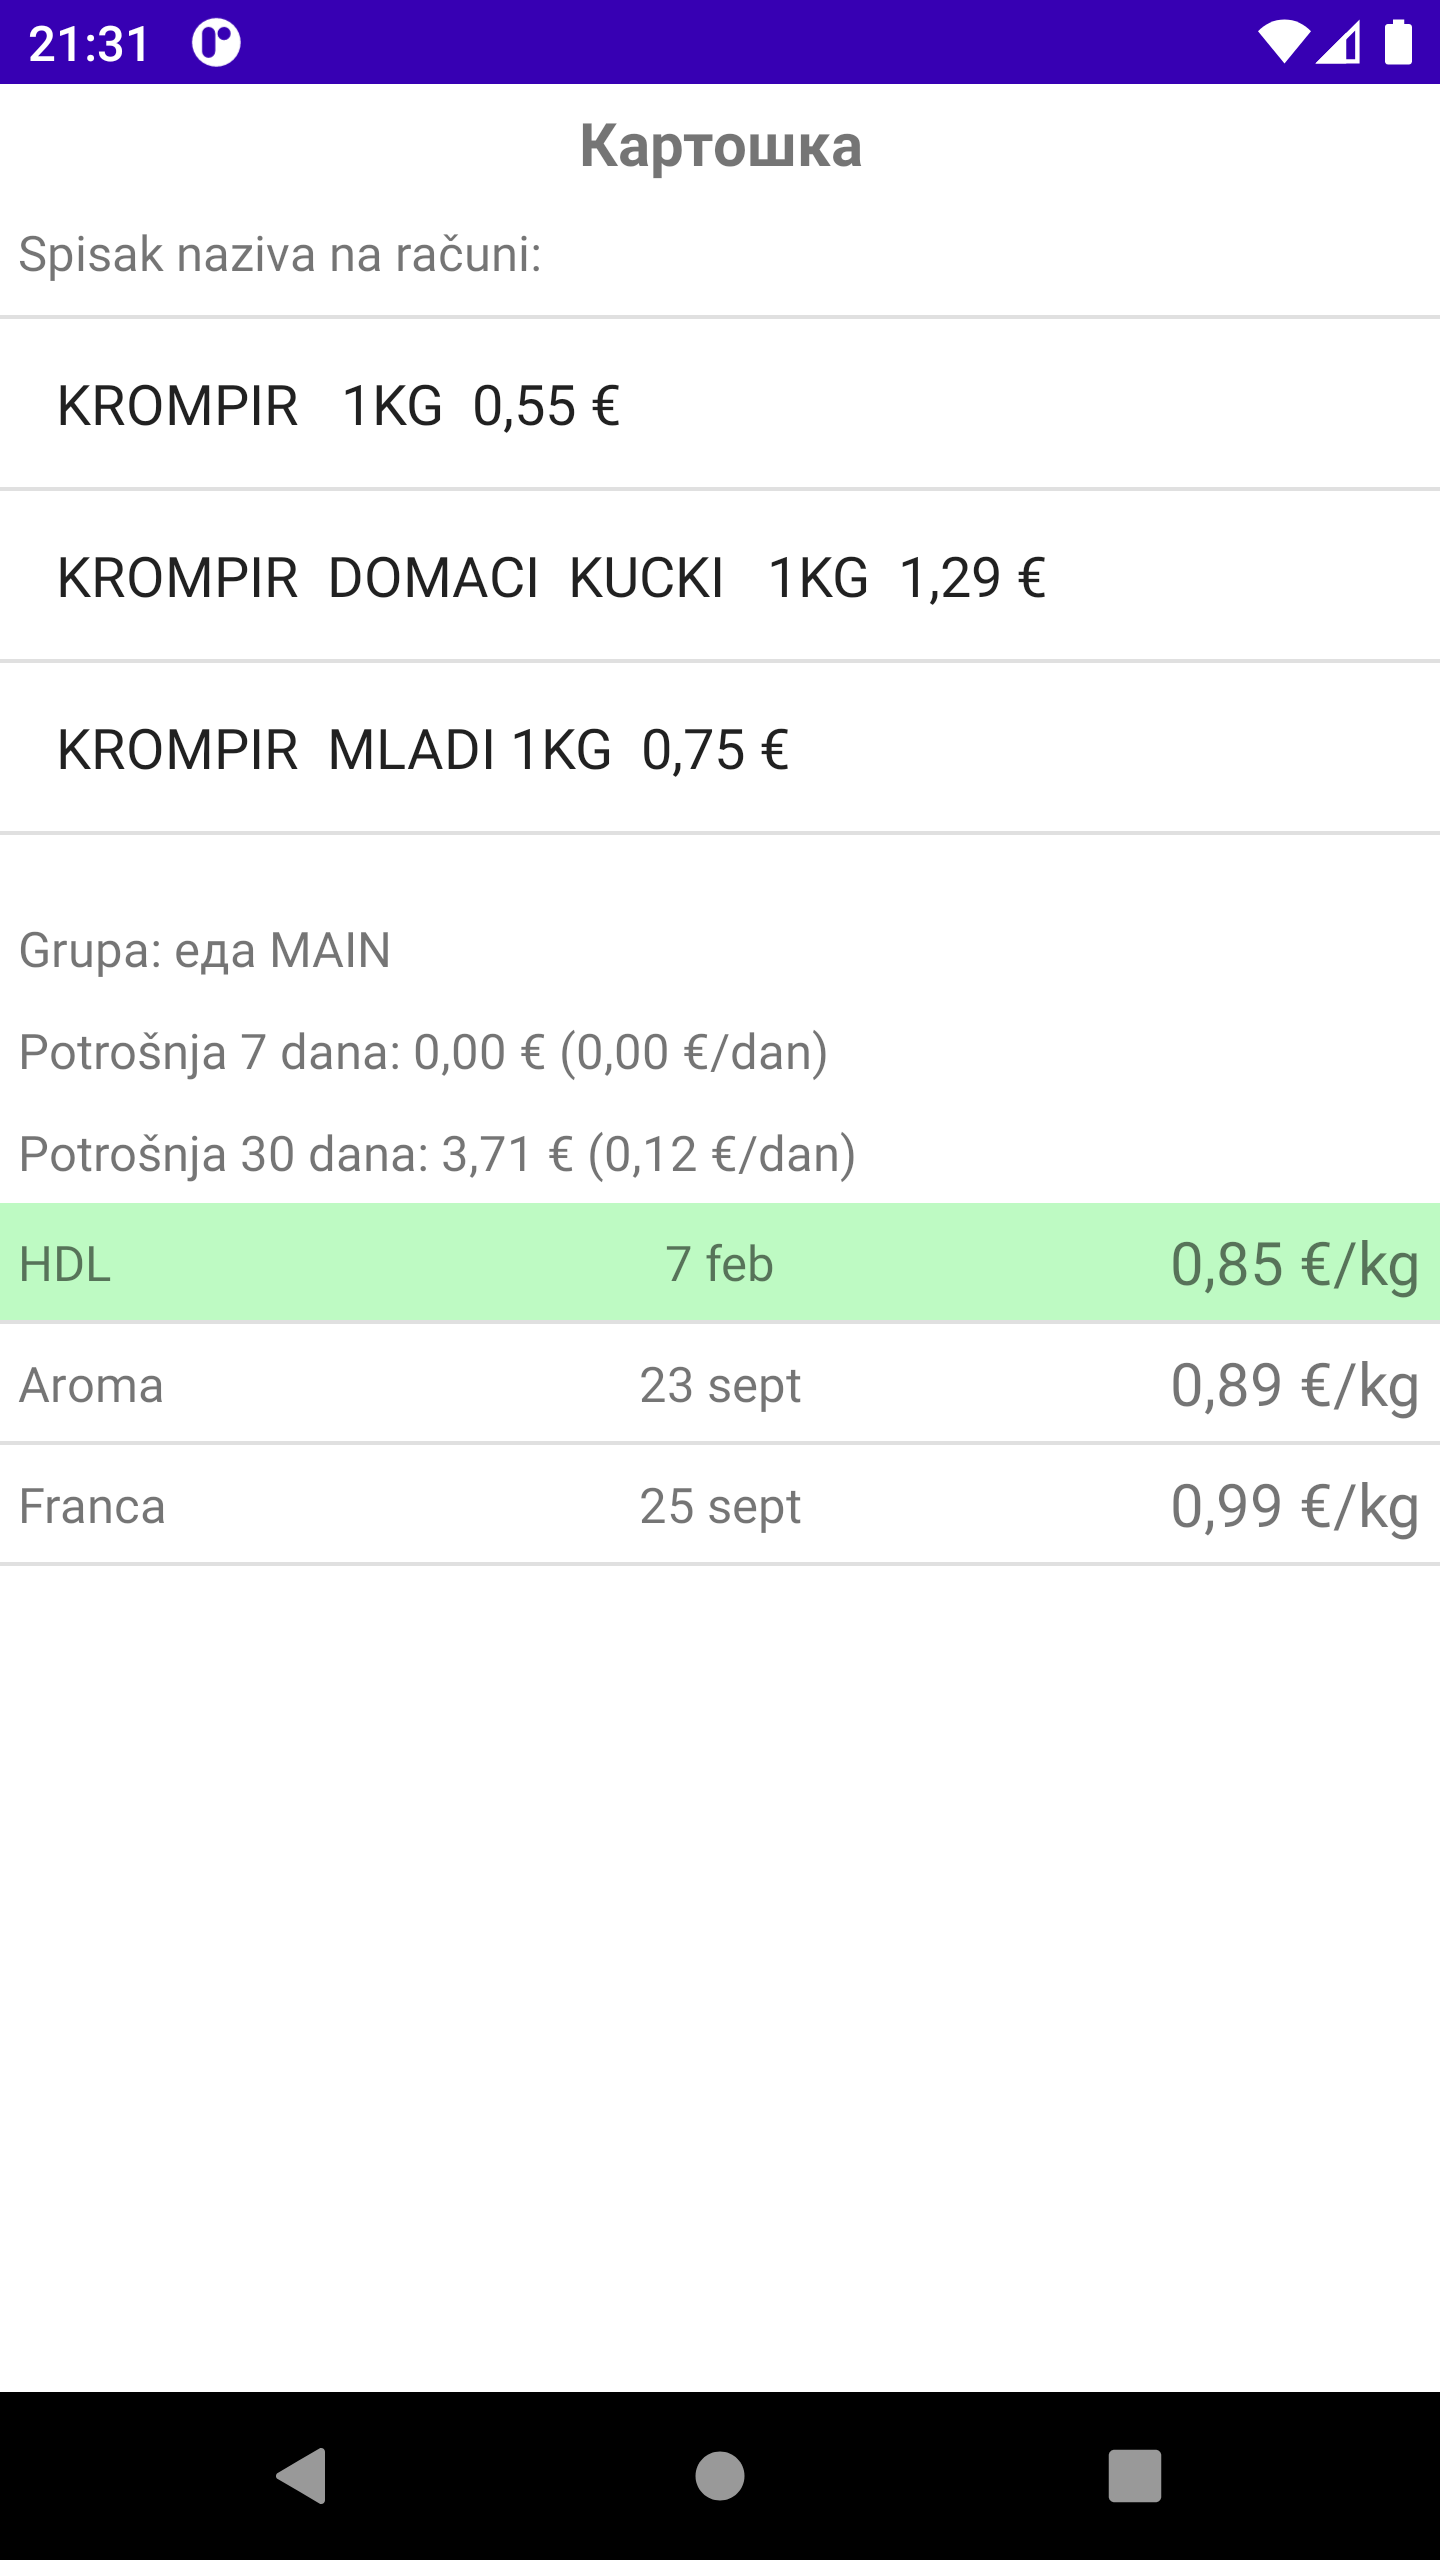 21:31
Картошка
Spisak naziva na računi:
KROMPIR 1KG 0,55 €
KROMPIR DOMACI KUCKI 1KG 1,29 €
KROMPIR MLADI 1KG 0,75 €
Grupa: еда MAIN
Potrošnja 7 dana: 0,00 € (0,00 €/dan)
Potrošnja 30 dana: 3,71 € (0,12 €/dan)
HDL 7 feb 0,85 €/kg
Aroma 23 sept 0,89 €/kg
Franca 25 sept 0,99 €/kg